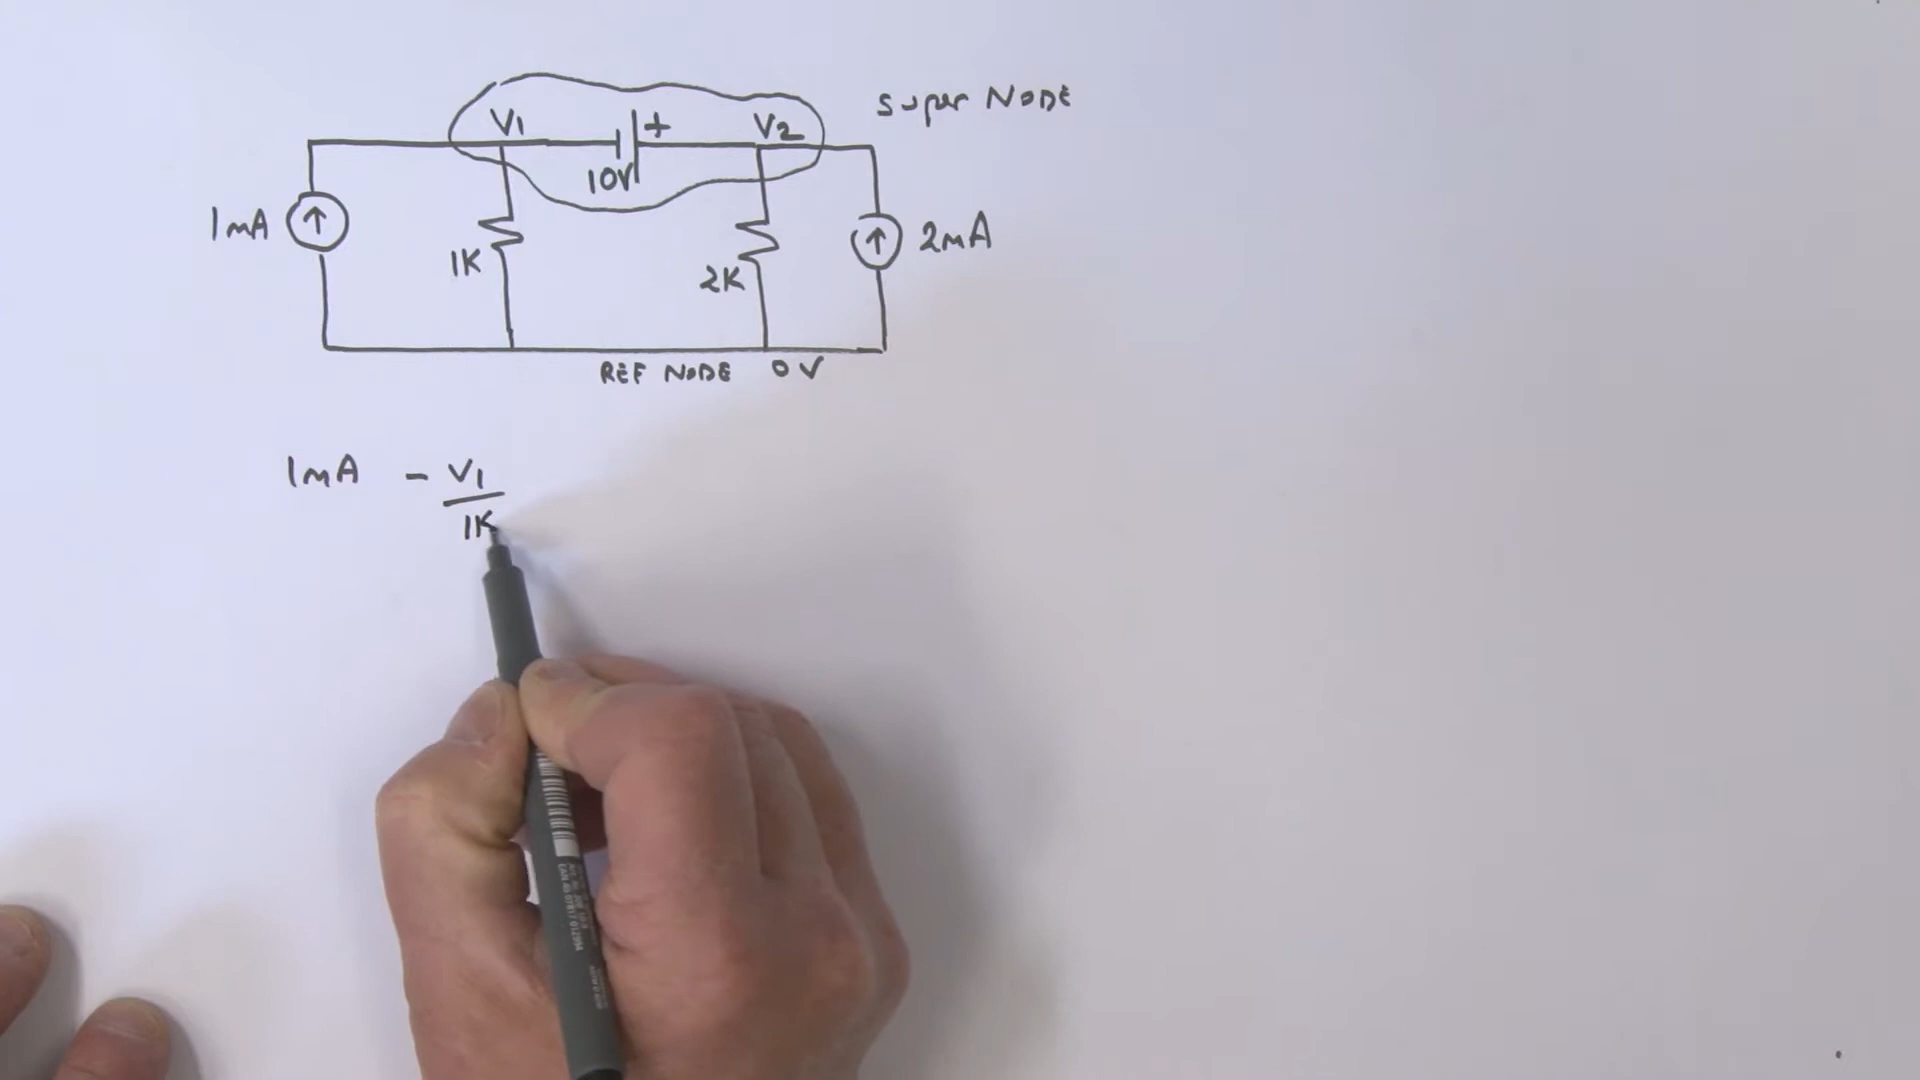 super NODE
V1 + V2
10V
1mA 1K 2K 2mA
REF NODE 0V
1mA - V1
1K